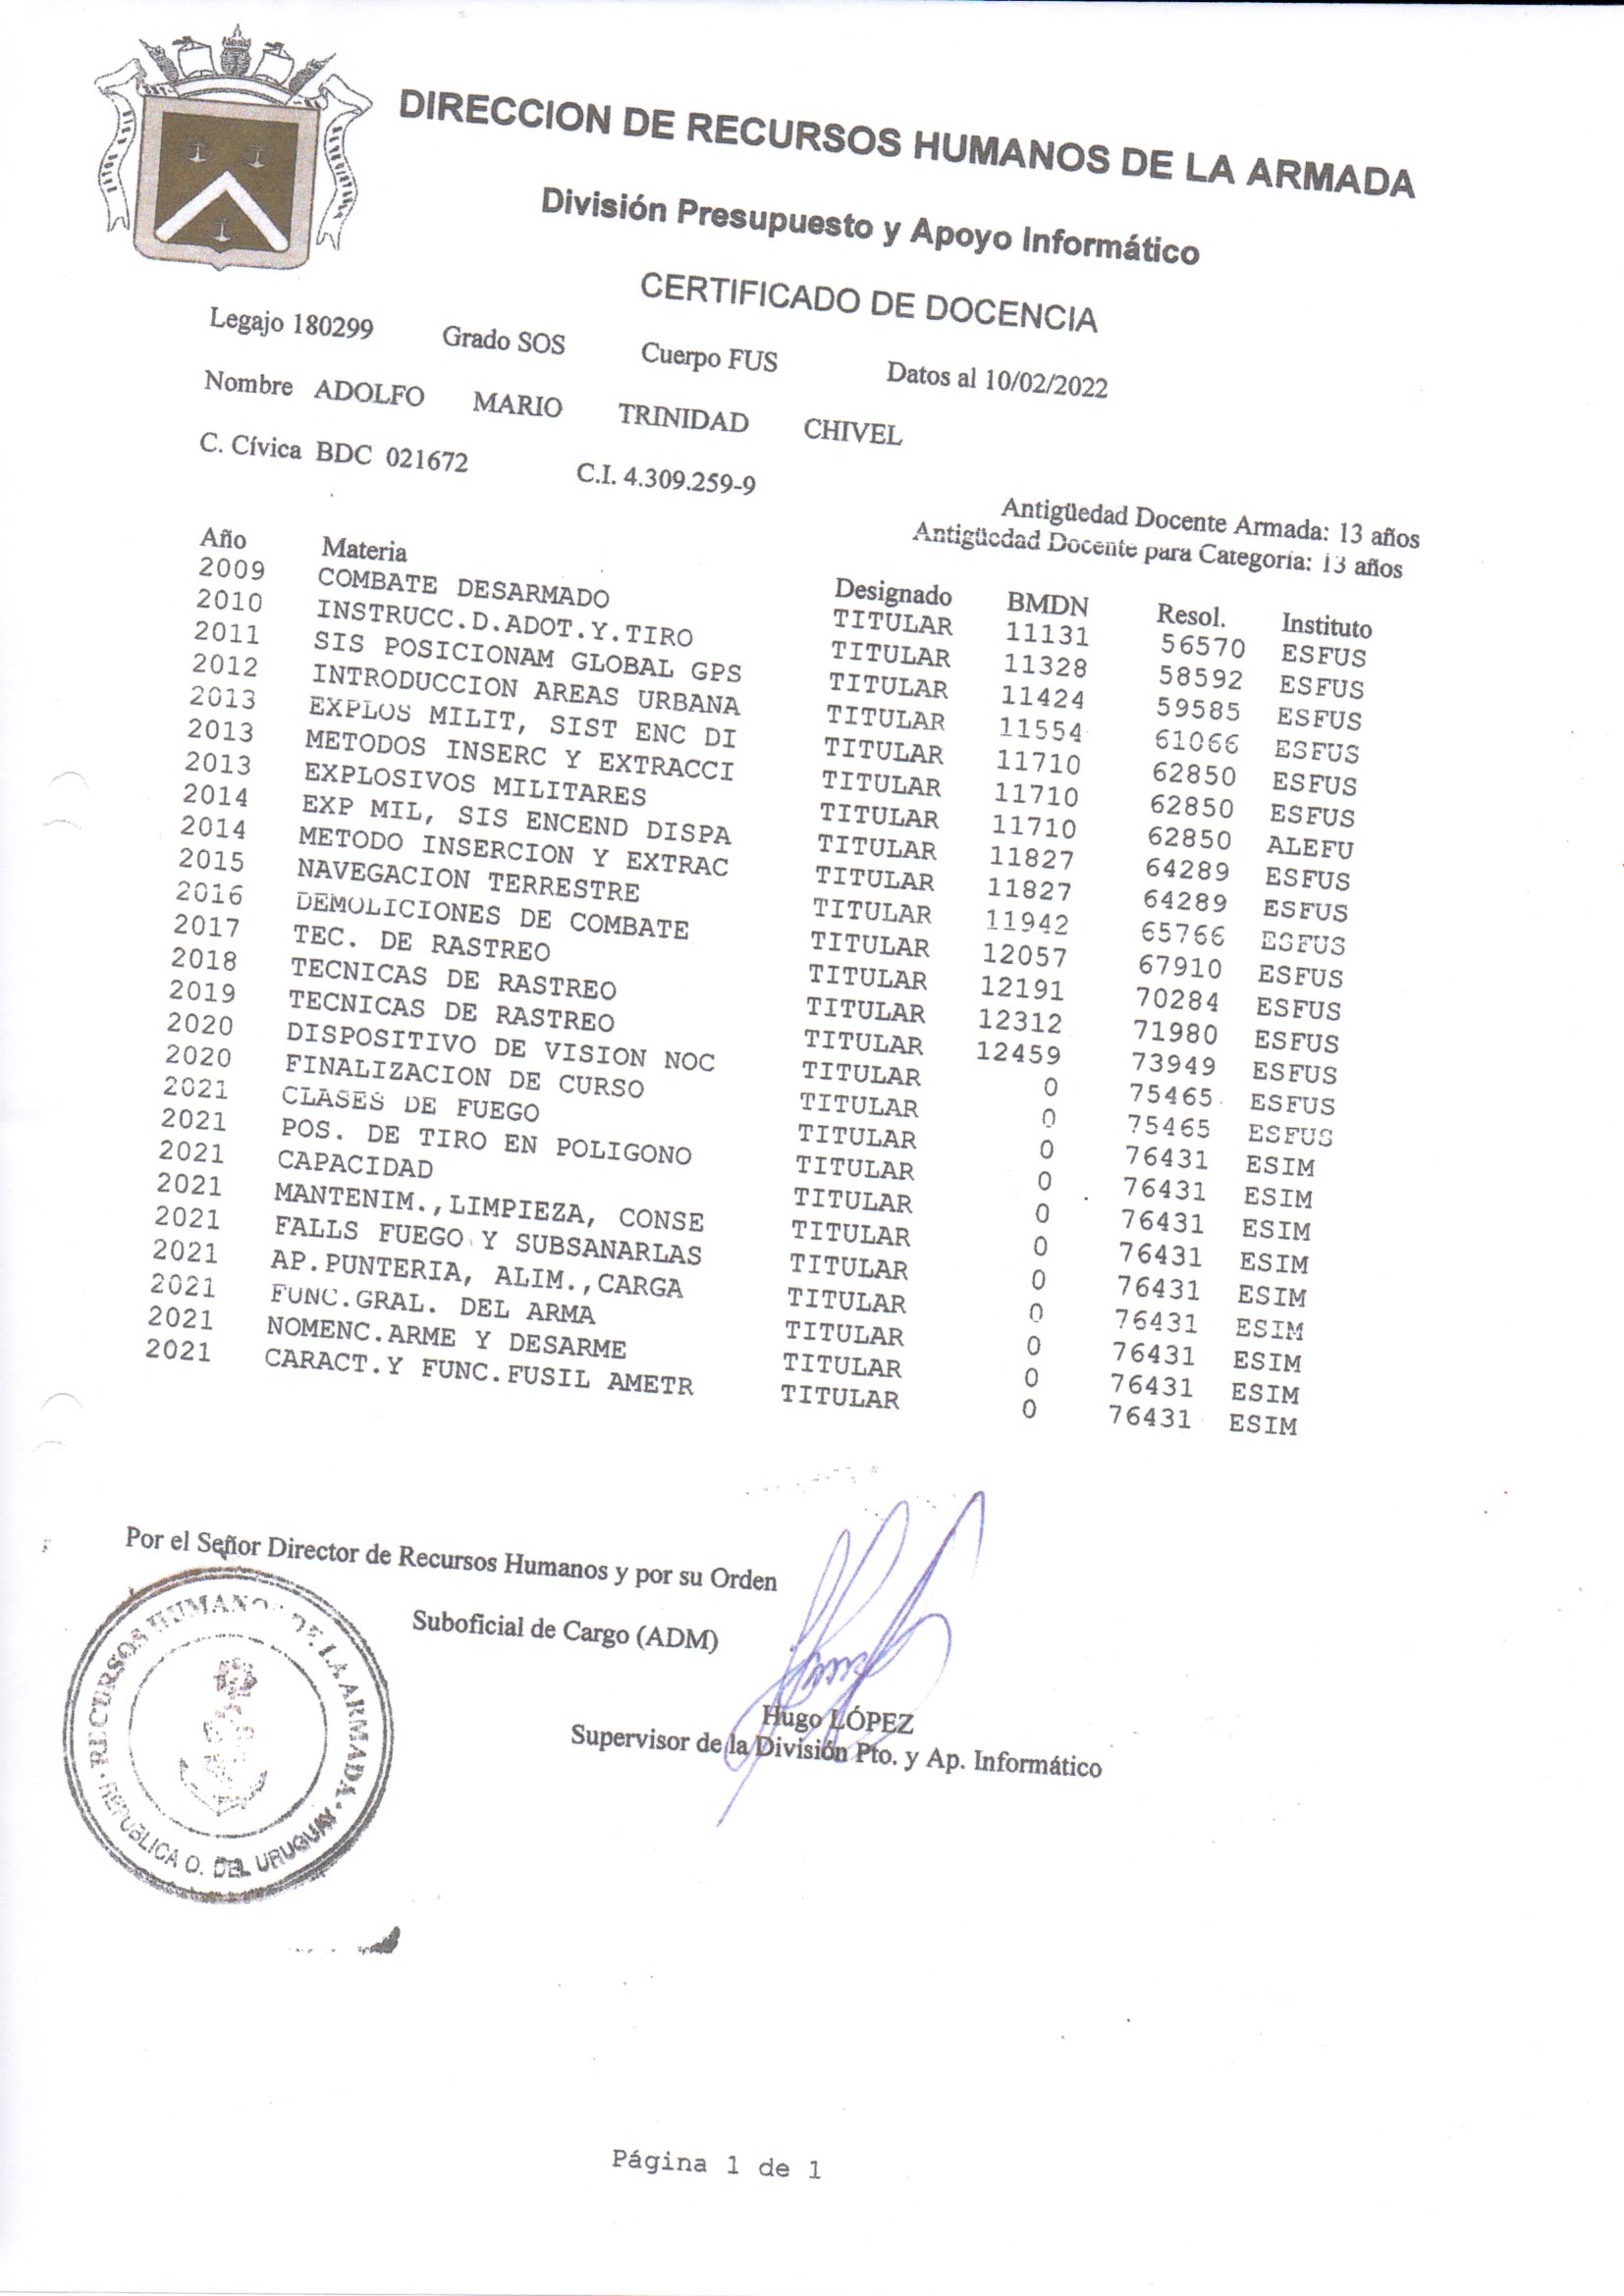 DIRECCION DE RECURSOS HUMANOS DE LA ARMADA
División Presupuesto y Apoyo Informático
CERTIFICADO DE DOCENCIA
Legajo 180299 Grado SOS Cuerpo FUS Datos al 10/02/2022
Nombre ADOLFO MARIO TRINIDAD CHIVEL
C. Cívica BDC 021672 C.I. 4.309.259-9
Antigüedad Docente Armada: 13 años
Antigüedad Docente para Categoría: 13 años
Año Materia Designado BMDN Resol. Instituto
2009 COMBATE DESARMADO TITULAR 11131 56570 ESFUS
2010 INSTRUCC.D.ADOT.Y.TIRO TITULAR 11328 58592 ESFUS
2011 SIS POSICIONAM GLOBAL GPS TITULAR 11424 59585 ESFUS
2012 INTRODUCCION AREAS URBANA TITULAR 11554 61066 ESFUS
2013 EXPLOS MILIT, SIST ENC DI TITULAR 11710 62850 ESFUS
2013 METODOS INSERC Y EXTRACCI TITULAR 11710 62850 ESFUS
2013 EXPLOSIVOS MILITARES TITULAR 11710 62850 ALEFU
2014 EXP MIL, SIS ENCEND DISPA TITULAR 11827 64289 ESFUS
2014 METODO INSERCION Y EXTRAC TITULAR 11827 64289 ESFUS
2015 NAVEGACION TERRESTRE TITULAR 11942 65766 ESFUS
2016 DEMOLICIONES DE COMBATE TITULAR 12057 67910 ESFUS
2017 TEC. DE RASTREO TITULAR 12191 70284 ESFUS
2018 TECNICAS DE RASTREO TITULAR 12312 71980 ESFUS
2019 TECNICAS DE RASTREO TITULAR 12459 73949 ESFUS
2020 DISPOSITIVO DE VISION NOC TITULAR 0 75465 ESFUS
2020 FINALIZACION DE CURSO TITULAR 0 75465 ESFUS
2021 CLASES DE FUEGO TITULAR 0 76431 ESIM
2021 POS. DE TIRO EN POLIGONO TITULAR 0 76431 ESIM
2021 CAPACIDAD TITULAR 0 76431 ESIM
2021 MANTENIM.,LIMPIEZA, CONSE TITULAR 0 76431 ESIM
2021 FALLS FUEGO Y SUBSANARLAS TITULAR 0 76431 ESIM
2021 AP.PUNTERIA, ALIM.,CARGA TITULAR 0 76431 ESIM
2021 FUNC.GRAL. DEL ARMA TITULAR 0 76431 ESIM
2021 NOMENC.ARME Y DESARME TITULAR 0 76431 ESIM
2021 CARACT.Y FUNC.FUSIL AMETR TITULAR 0 76431 ESIM
Por el Señor Director de Recursos Humanos y por su Orden
Suboficial de Cargo (ADM)
Hugo LÓPEZ
Supervisor de la División Pto. y Ap. Informático
RECURSOS HUMANOS DE LA ARMADA
REPUBLICA O. DEL URUGUAY
Página 1 de 1